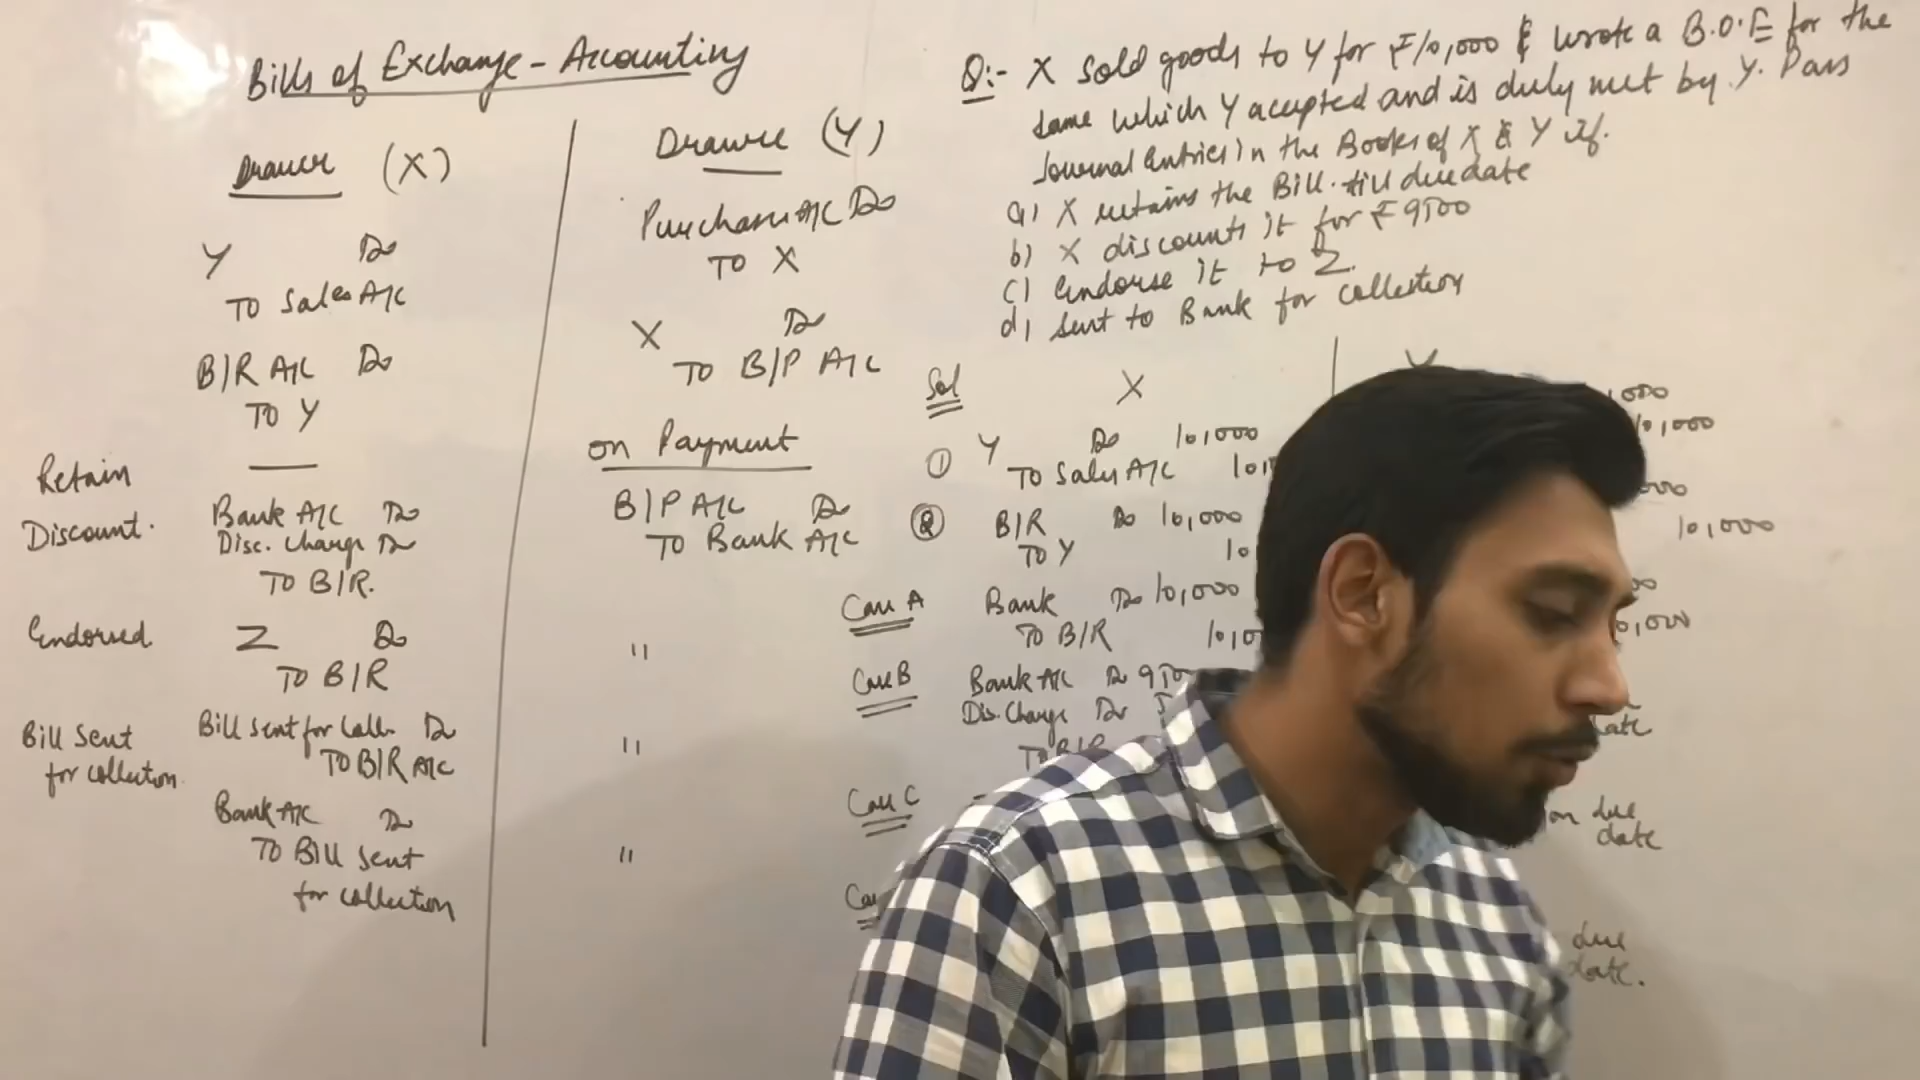 Bills of Exchange - Accounting
Drawer (X)
Y Dr
To Sales A/c
B/R A/c Dr
To Y
Retain
Discount.
Bank A/c Dr
Disc. Charge Dr
To B/R.
Endorsed
Z Dr
To B/R
Bill Sent
for collection
Bill sent for Coll. Dr
To B/R A/c
Bank A/c Dr
To Bill sent
for collection
Drawee (Y)
Purchases A/c Dr
To X
X Dr
To B/P A/c
on Payment
B/P A/c Dr
To Bank A/c
"
"
"
Q:- X sold goods to Y for ₹10,000 & wrote a B.O.E for the
same which Y accepted and is duly met by Y. Pass
Journal Entries in the Books of X & Y if.
a) X retains the Bill till due date
b) X discounts it for ₹9500
c) Endorse it to Z.
d) Sent to Bank for collection
Sol X
① Y Dr 10,000
To Sales A/c
② B/R Dr 10,000
To Y
Case A Bank Dr 10,000
To B/R
Case B Bank A/c Dr
Dis. Charge Dr
To B/R
Case C
10,000
10,000
on due
date
due
date.